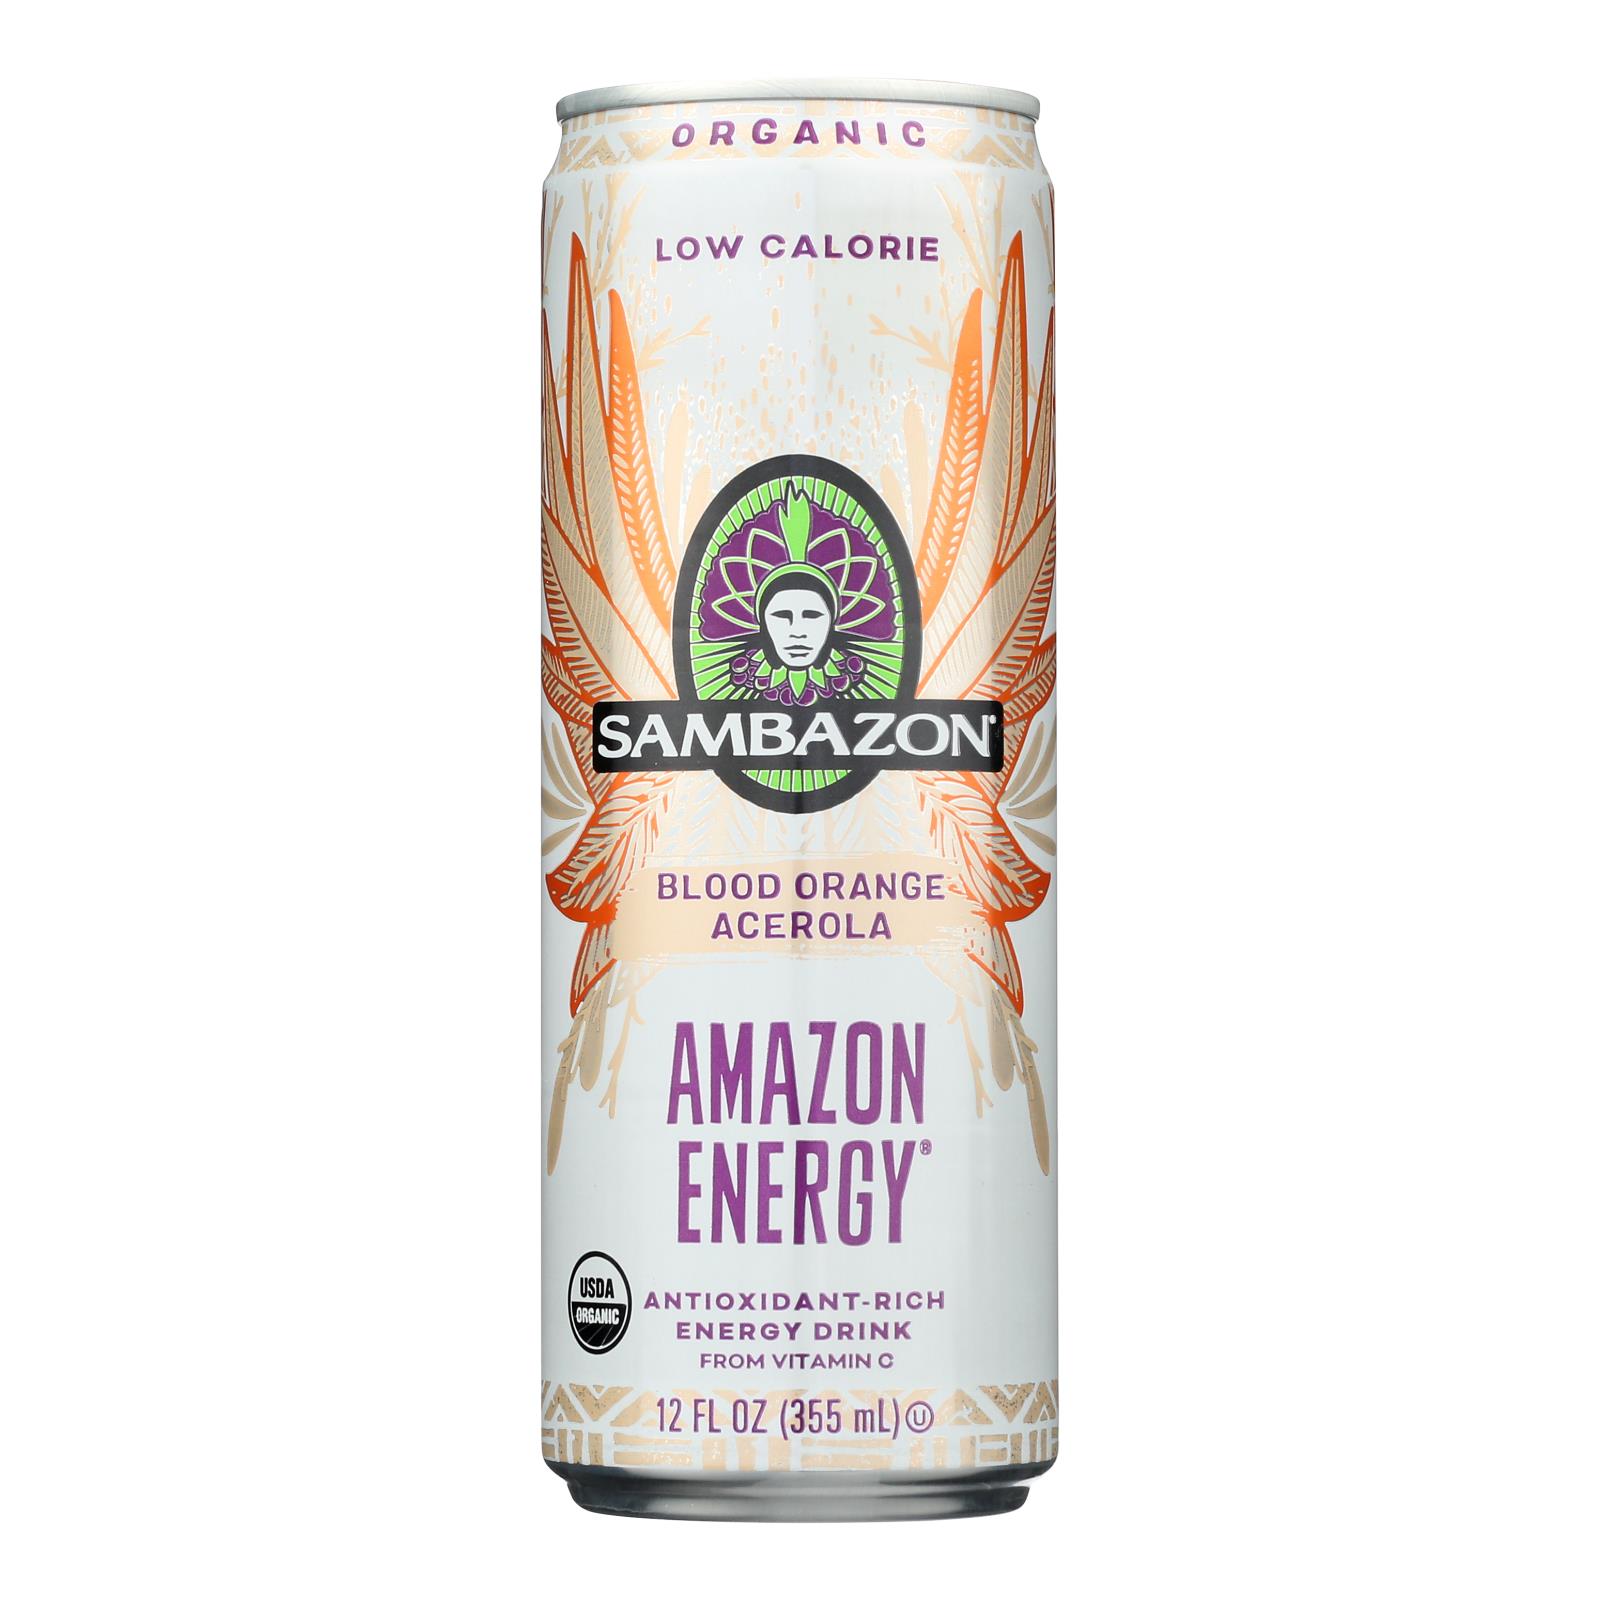 ORGANIC
LOW CALORIE
SAMBAZON
BLOOD ORANGE
ACEROLA
AMAZON
ENERGY®
USDA
ORGANIC
ANTIOXIDANT-RICH
ENERGY DRINK
FROM VITAMIN C
12 FL OZ (355 mL) Ⓤ